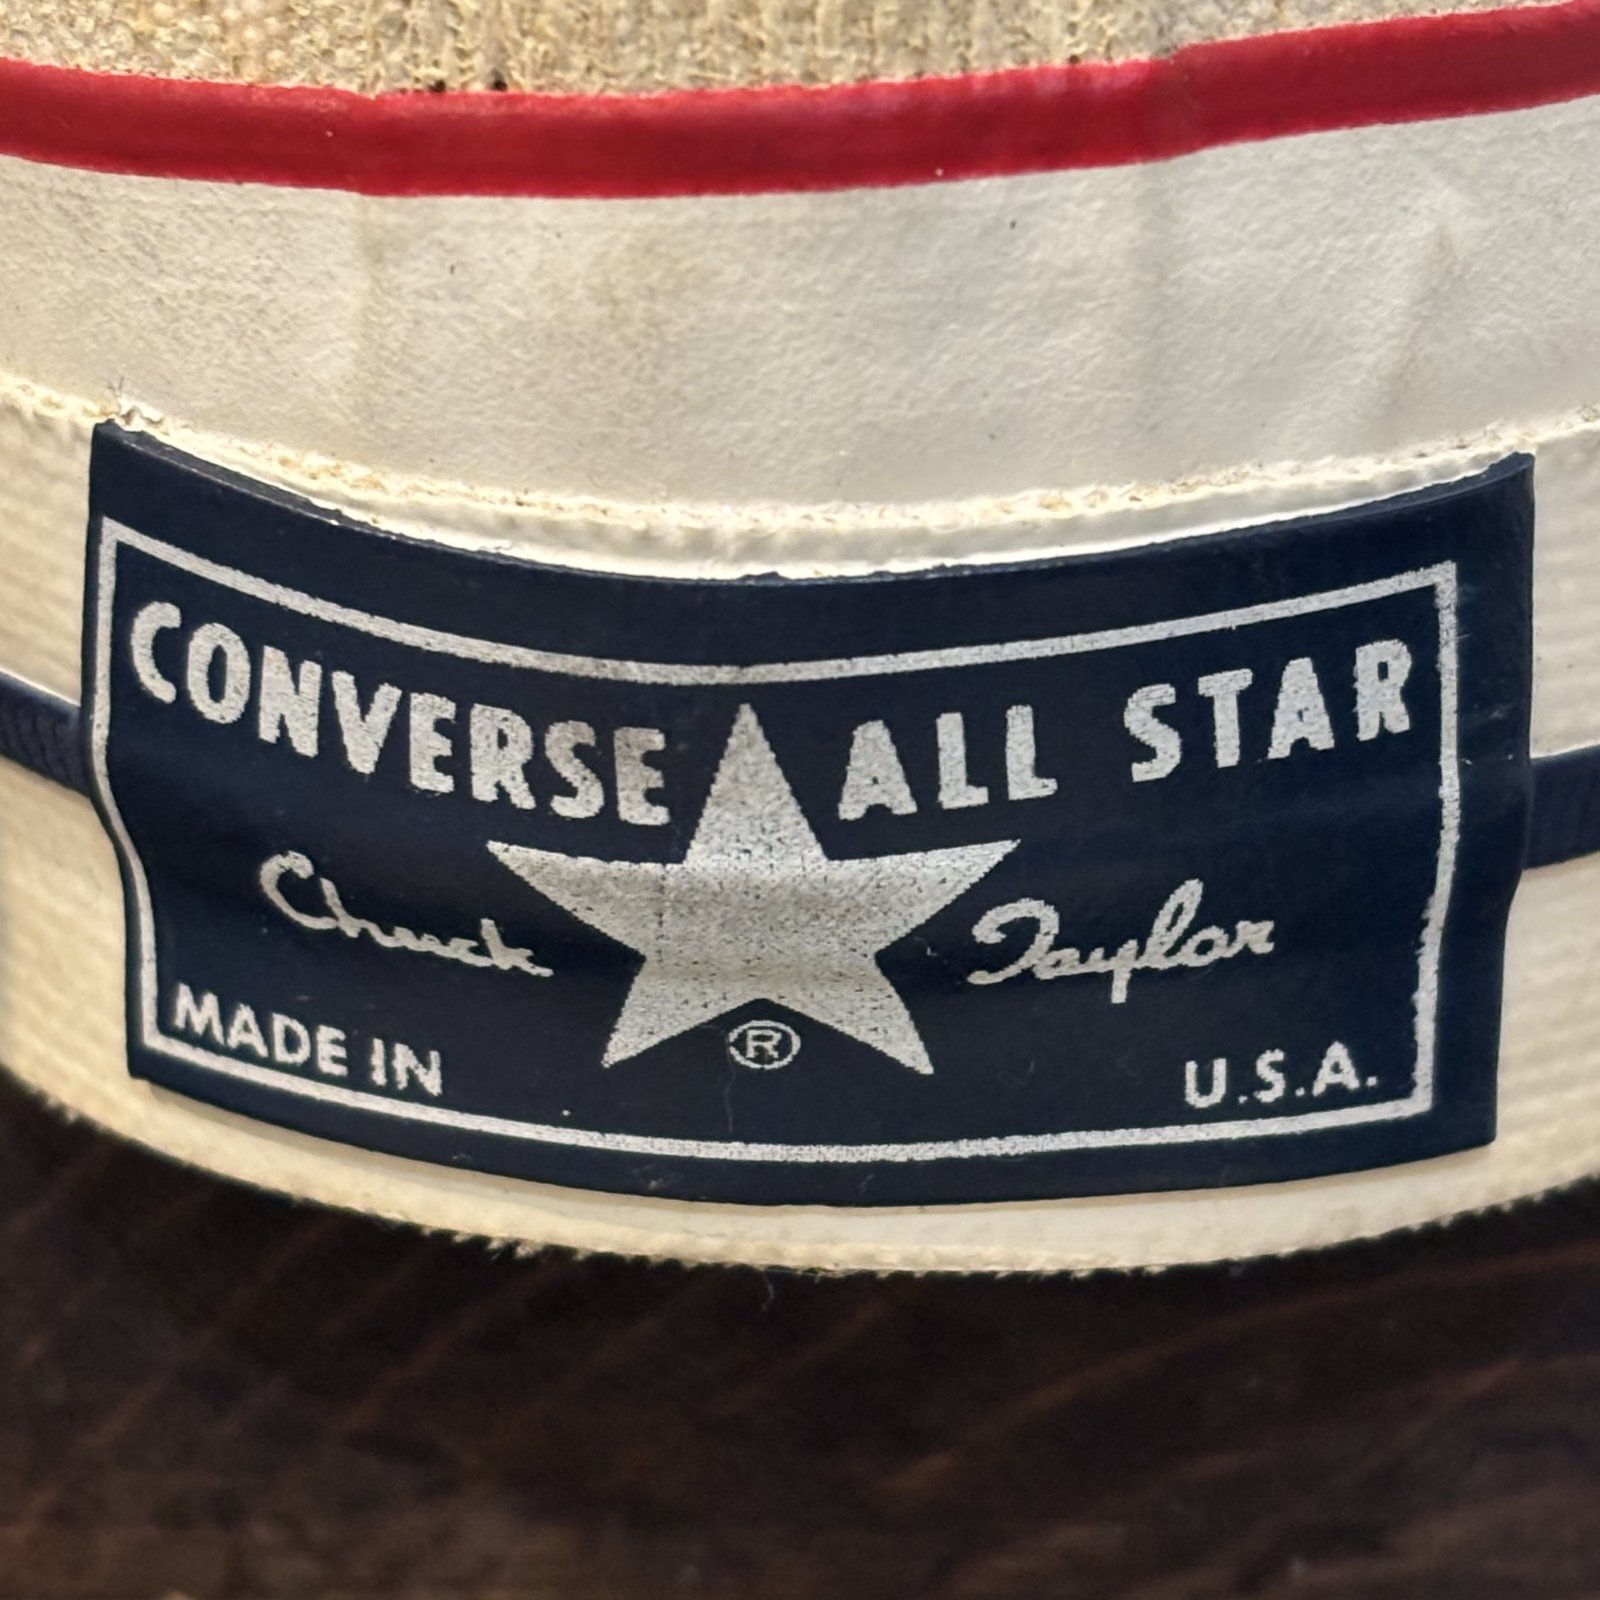 CONVERSE ALL STAR
Chuck Taylor
®
MADE IN U.S.A.